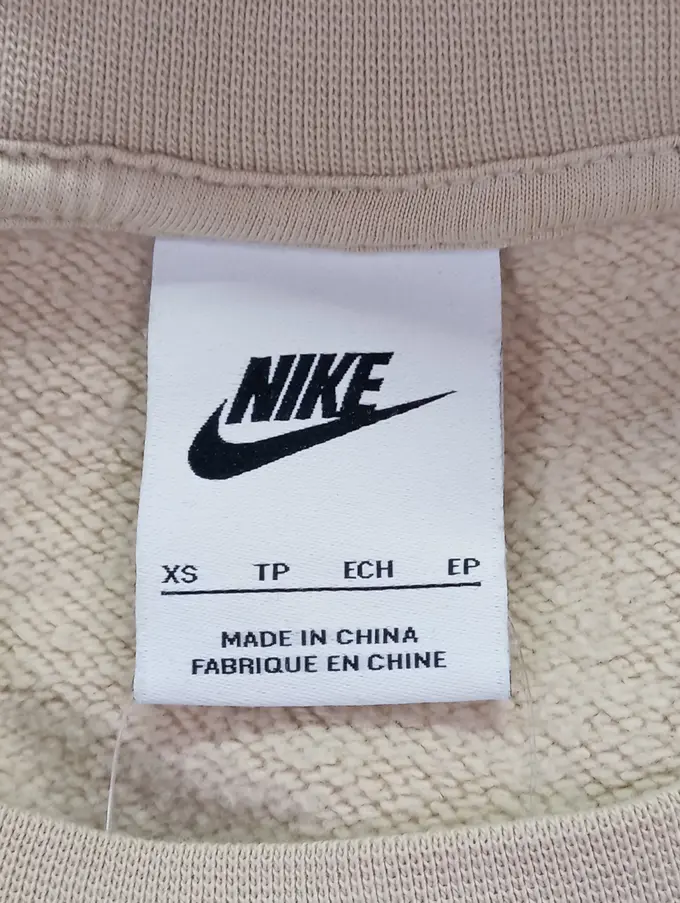 NIKE
XS TP ECH EP
MADE IN CHINA
FABRIQUE EN CHINE